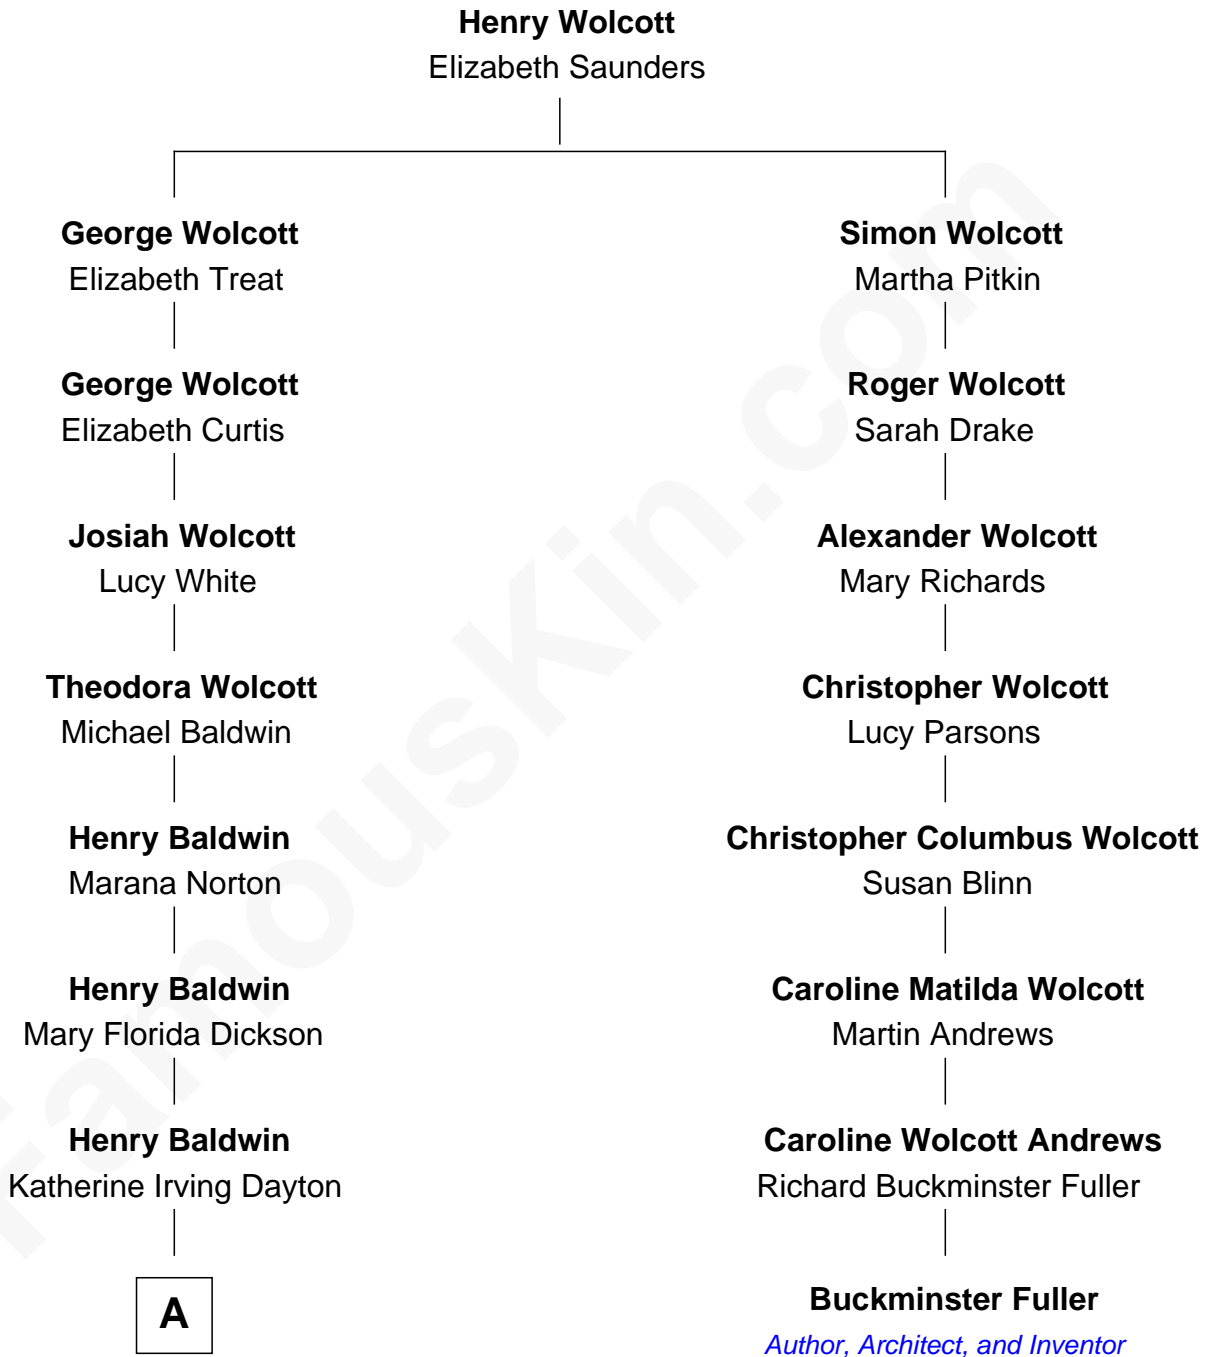 Henry Wolcott
Elizabeth Saunders
George Wolcott
Elizabeth Treat
Simon Wolcott
Martha Pitkin
George Wolcott
Elizabeth Curtis
Roger Wolcott
Sarah Drake
Josiah Wolcott
Lucy White
Alexander Wolcott
Mary Richards
Theodora Wolcott
Michael Baldwin
Christopher Wolcott
Lucy Parsons
Henry Baldwin
Marana Norton
Christopher Columbus Wolcott
Susan Blinn
Henry Baldwin
Mary Florida Dickson
Caroline Matilda Wolcott
Martin Andrews
Henry Baldwin
Katherine Irving Dayton
Caroline Wolcott Andrews
Richard Buckminster Fuller
A
Buckminster Fuller
Author, Architect, and Inventor
FamousKin.com